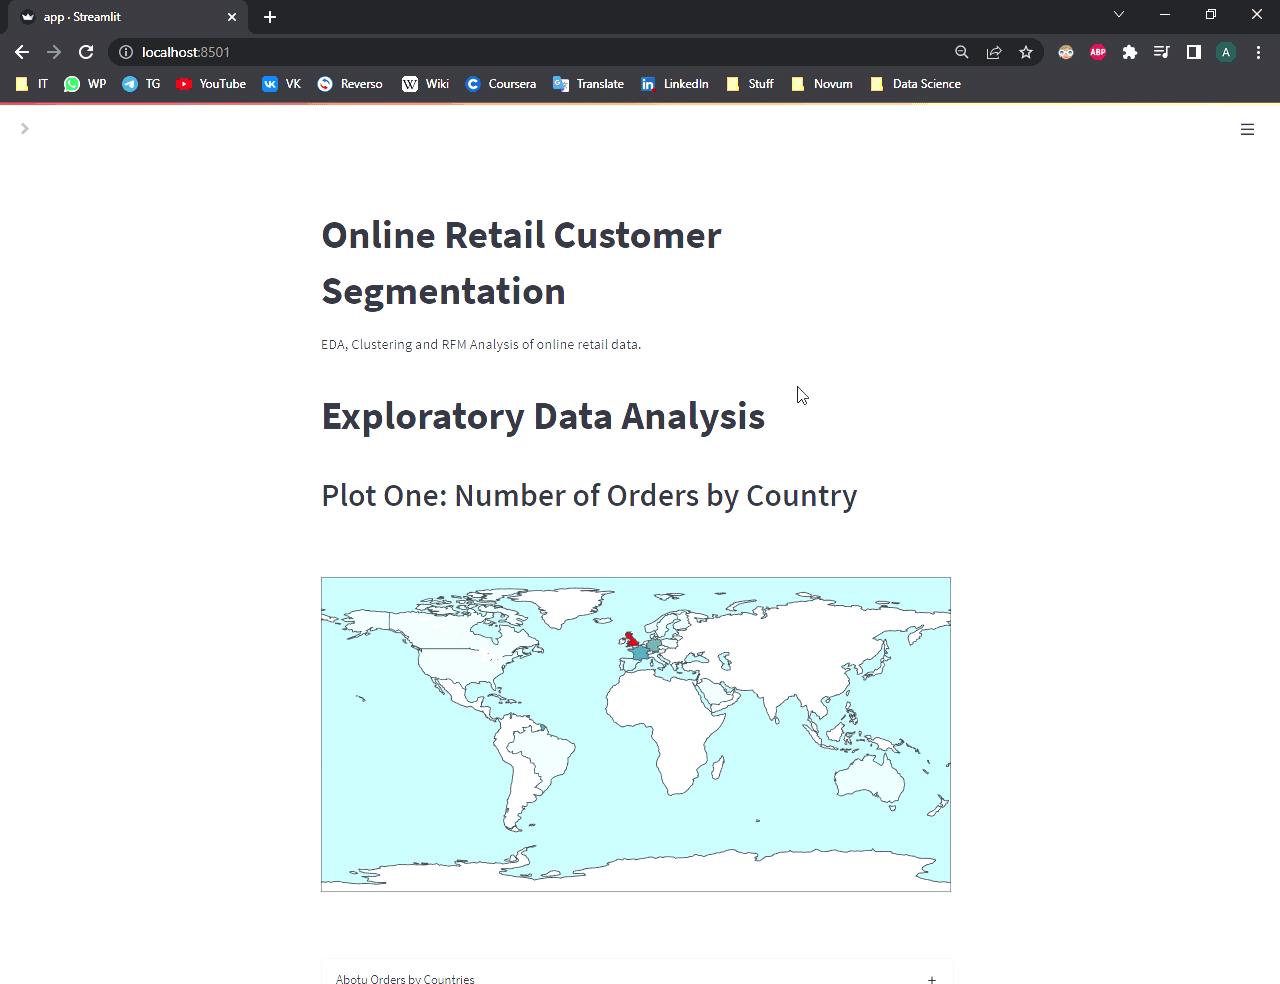 app · Streamlit
localhost:8501
ABP
A
IT WP TG YouTube VK Reverso Wiki Coursera Translate LinkedIn Stuff Novum Data Science
Online Retail Customer
Segmentation
EDA, Clustering and RFM Analysis of online retail data.
Exploratory Data Analysis
Plot One: Number of Orders by Country
Abotu Orders by Countries